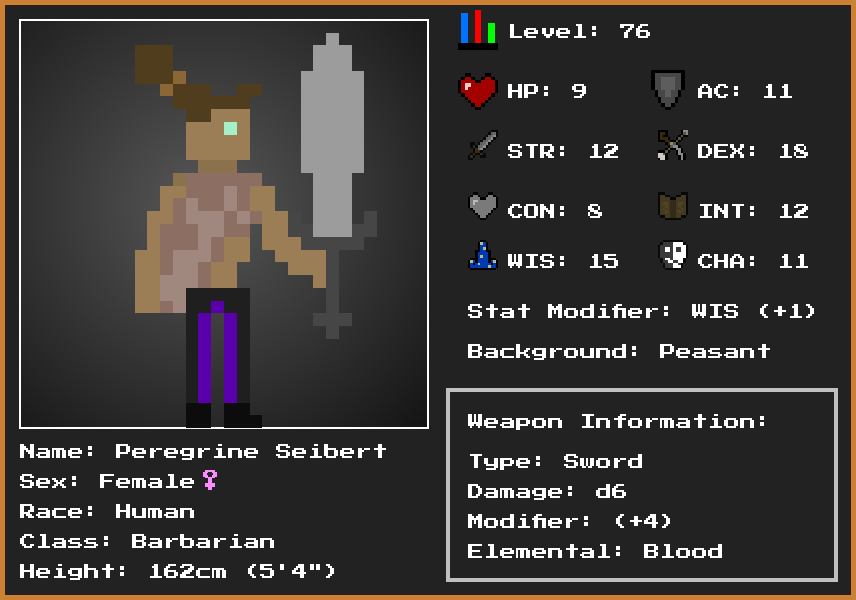 Level: 76
HP: 9
AC: 11
STR: 12
DEX: 18
CON: 8
INT: 12
WIS: 15
CHA: 11
Stat Modifier: WIS (+1)
Background: Peasant
Weapon Information:
Type: Sword
Damage: d6
Modifier: (+4)
Elemental: Blood
Name: Peregrine Seibert
Sex: Female♀
Race: Human
Class: Barbarian
Height: 162cm (5'4")